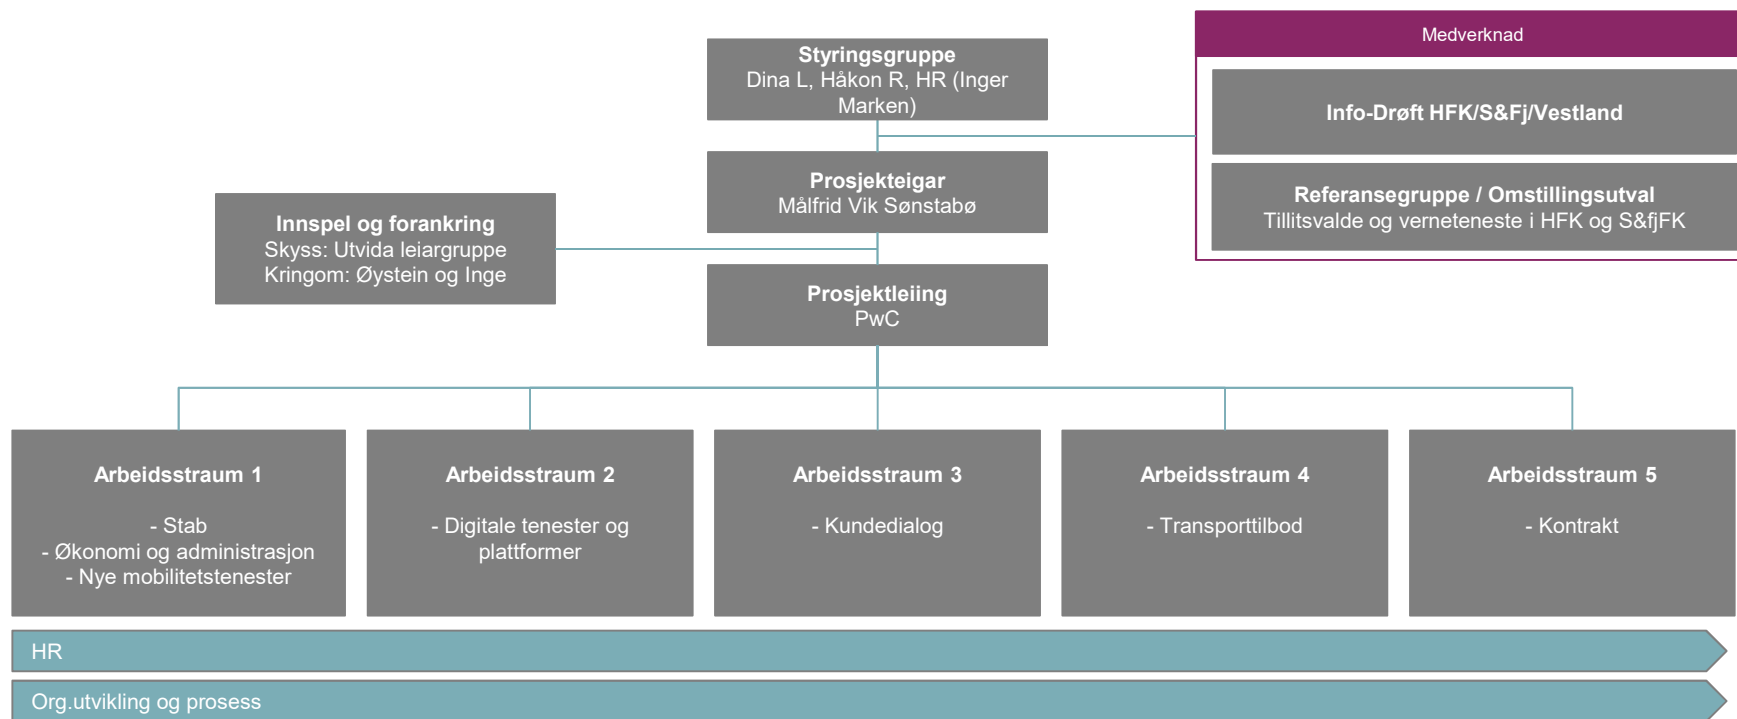 Medverknad
Styringsgruppe
Dina L, Håkon R, HR (Inger
Marken)
Info-Drøft HFK/S&Fj/Vestland
Prosjekteigar
Målfrid Vik Sønstabø
Referansegruppe / Omstillingsutval
Tillitsvalde og verneteneste i HFK og S&fjFK
Innspel og forankring
Skyss: Utvida leiargruppe
Kringom: Øystein og Inge
Prosjektleiing
PwC
Arbeidsstraum 1
- Stab
- Økonomi og administrasjon
- Nye mobilitetstenester
Arbeidsstraum 2
- Digitale tenester og
plattformer
Arbeidsstraum 3
- Kundedialog
Arbeidsstraum 4
- Transporttilbod
Arbeidsstraum 5
- Kontrakt
HR
Org.utvikling og prosess